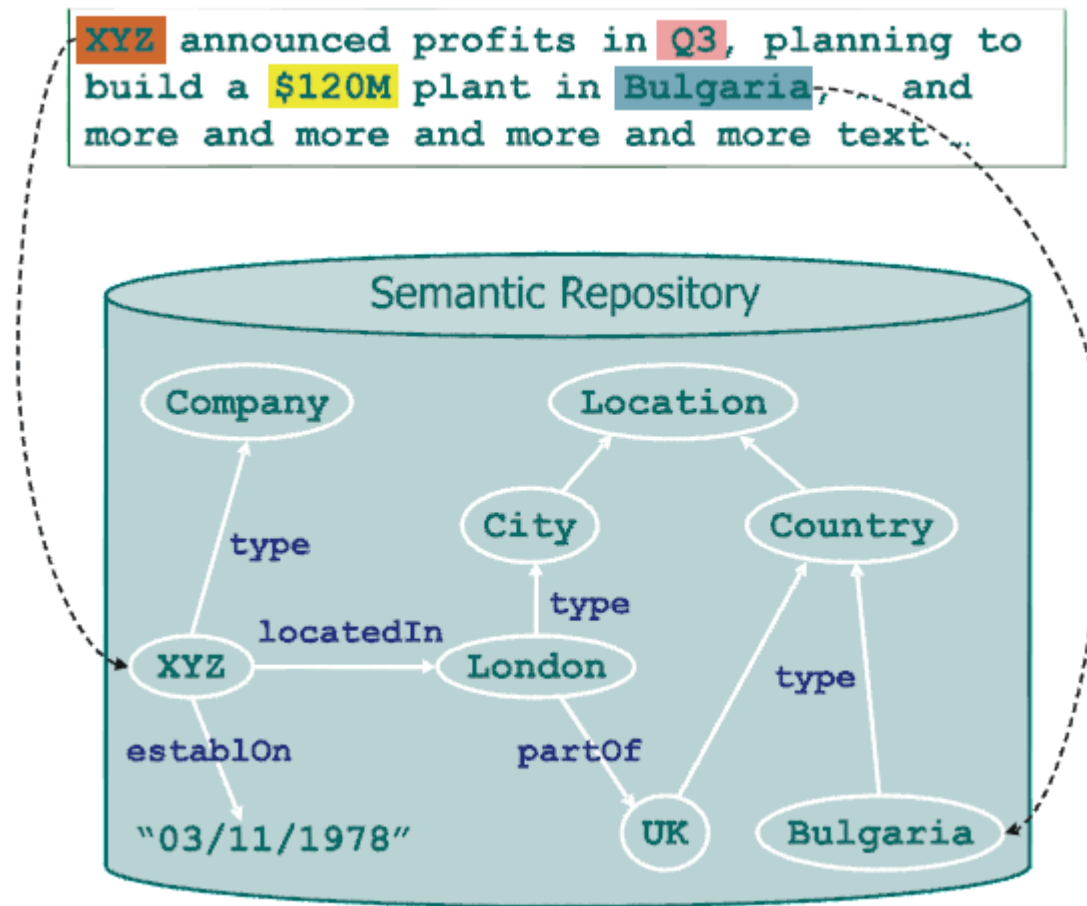 XYZ announced profits in Q3, planning to
build a $120M plant in Bulgaria, … and
more and more and more and more text …
Semantic Repository
Company
Location
City
Country
type
type
locatedIn
XYZ
London
type
establOn
partOf
"03/11/1978"
UK
Bulgaria